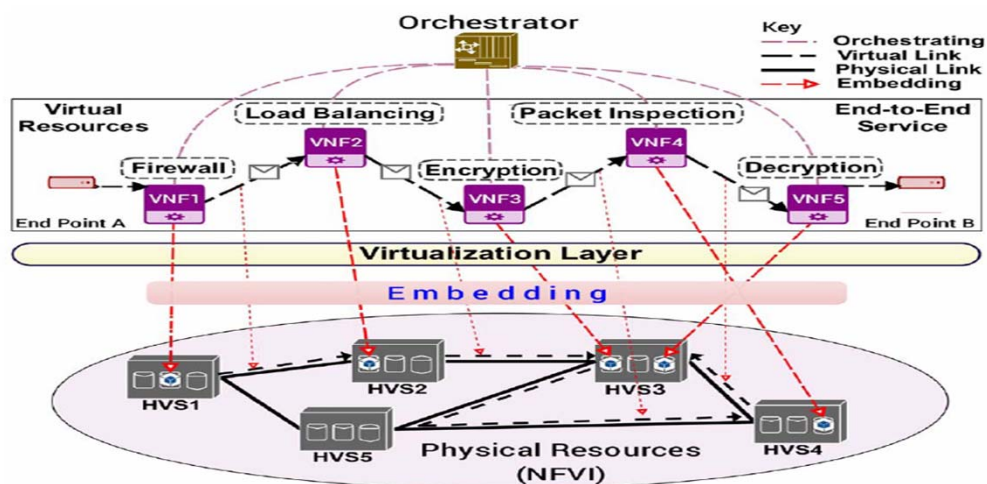 Orchestrator
Key
Orchestrating
Virtual Link
Physical Link
Embedding
Virtual
Resources
Load Balancing
Packet Inspection
End-to-End
Service
VNF2
VNF4
Firewall
Encryption
Decryption
VNF1
VNF3
VNF5
End Point A
End Point B
Virtualization Layer
Embedding
HVS1
HVS2
HVS3
HVS5
HVS4
Physical Resources
(NFVI)